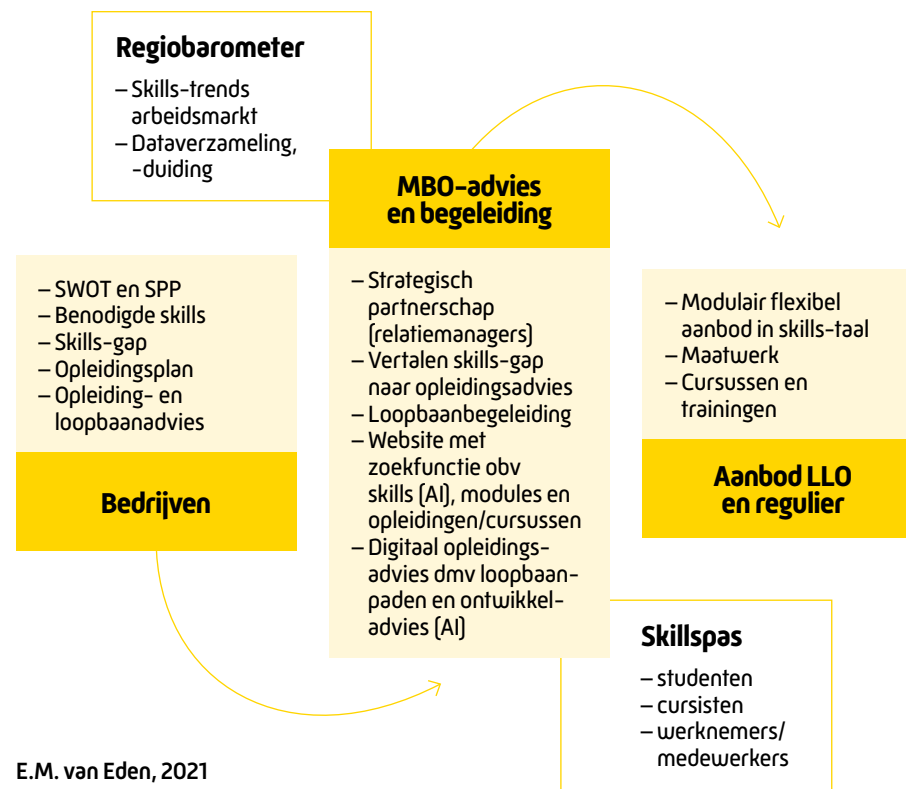 Regiobarometer
– Skills-trends
arbeidsmarkt
– Dataverzameling,
-duiding
MBO-advies
en begeleiding
– Strategisch
partnerschap
(relatiemanagers)
– Vertalen skills-gap
naar opleidingsadvies
– Loopbaanbegeleiding
– Website met
zoekfunctie obv
skills (AI), modules en
opleidingen/cursussen
– Digitaal opleidings-
advies dmv loopbaan-
paden en ontwikkel-
advies (AI)
– SWOT en SPP
– Benodigde skills
– Skills-gap
– Opleidingsplan
– Opleiding- en
loopbaanadvies
Bedrijven
– Modulair flexibel
aanbod in skills-taal
– Maatwerk
– Cursussen en
trainingen
Aanbod LLO
en regulier
Skillspas
– studenten
– cursisten
– werknemers/
medewerkers
E.M. van Eden, 2021